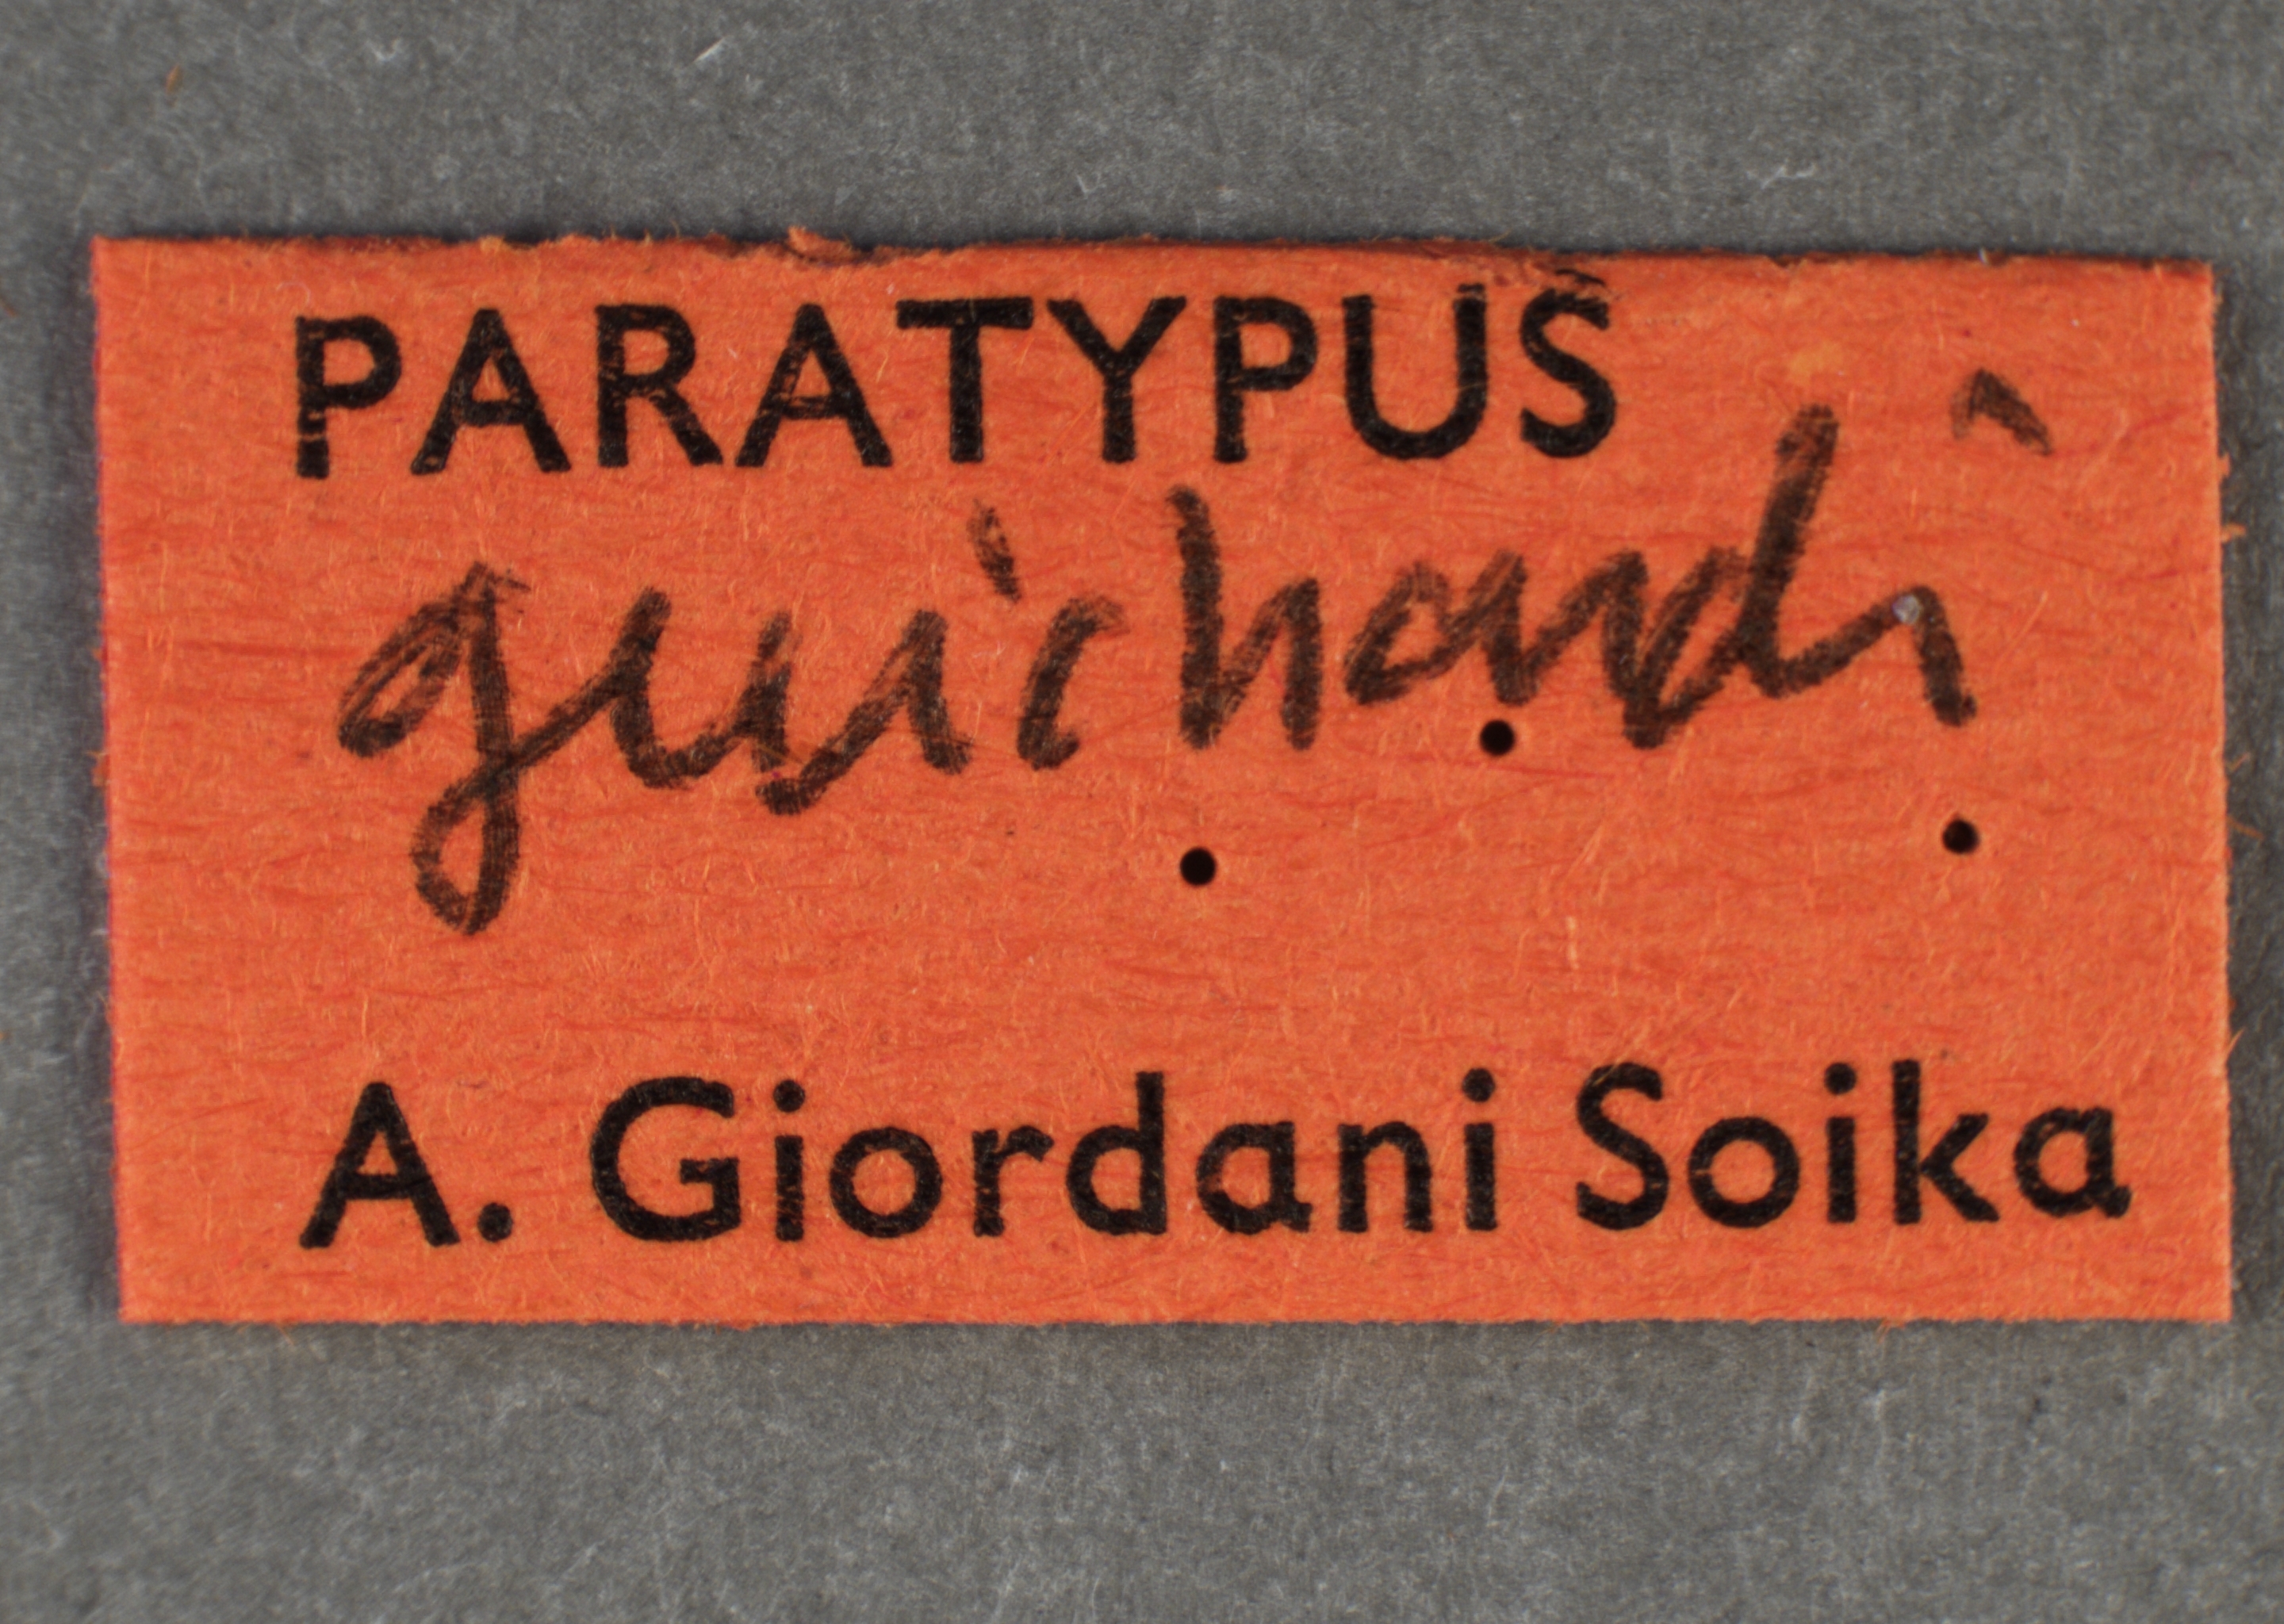 PARATYPUS
guichardi
A. Giordani Soika